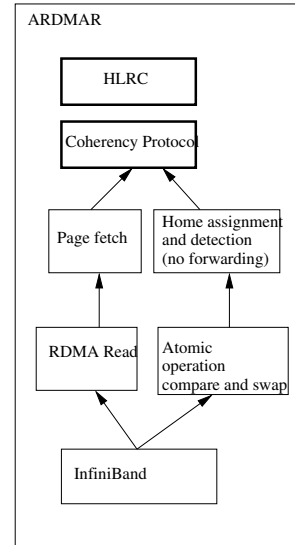 ARDMAR
HLRC
Coherency Protocol
Page fetch
Home assignment
and detection
(no forwarding)
RDMA Read
Atomic
operation
compare and swap
InfiniBand